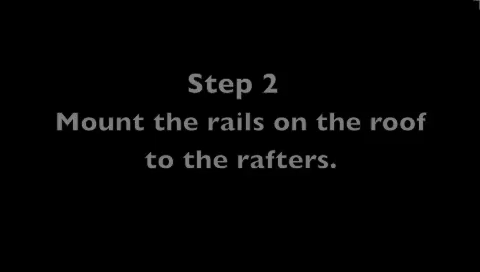 Step 2
Mount the rails on the roof
to the rafters.